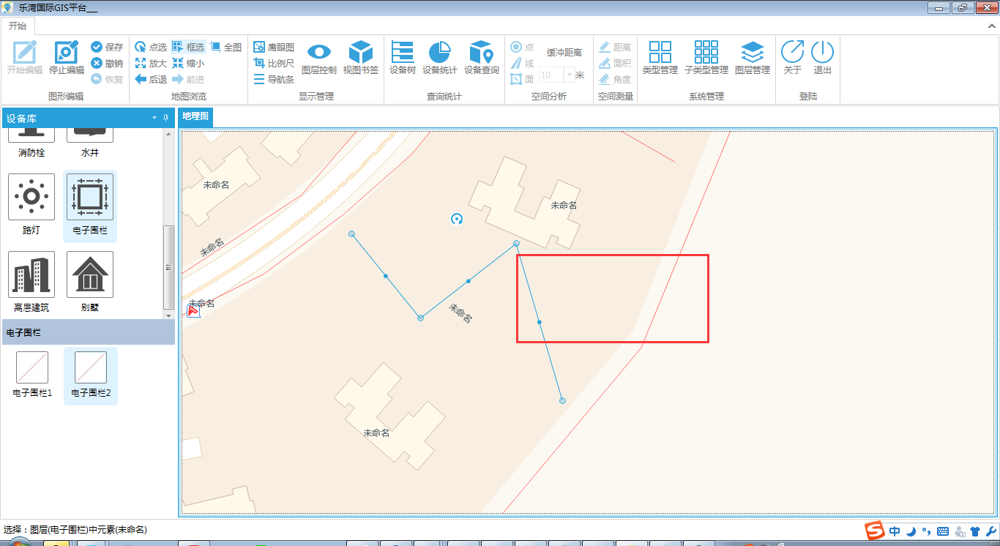 乐湾国际GIS平台___
开始
开始编辑
停止编辑
保存
撤销
恢复
图形编辑
点选
框选
全图
放大
缩小
后退
前进
地图浏览
鹰眼图
比例尺
导航条
图层控制
视图书签
显示管理
设备树
设备统计
设备查询
查询统计
点
线
面
缓冲距离
10
米
空间分析
距离
面积
角度
空间测量
类型管理
子类型管理
图层管理
系统管理
关于
退出
登陆
设备库
消防栓
水井
路灯
电子围栏
高层建筑
别墅
电子围栏
电子围栏1
电子围栏2
地理图
未命名
未命名
未命名
未命名
未命名
未命名
选择：图层(电子围栏)中元素(未命名)
S
中